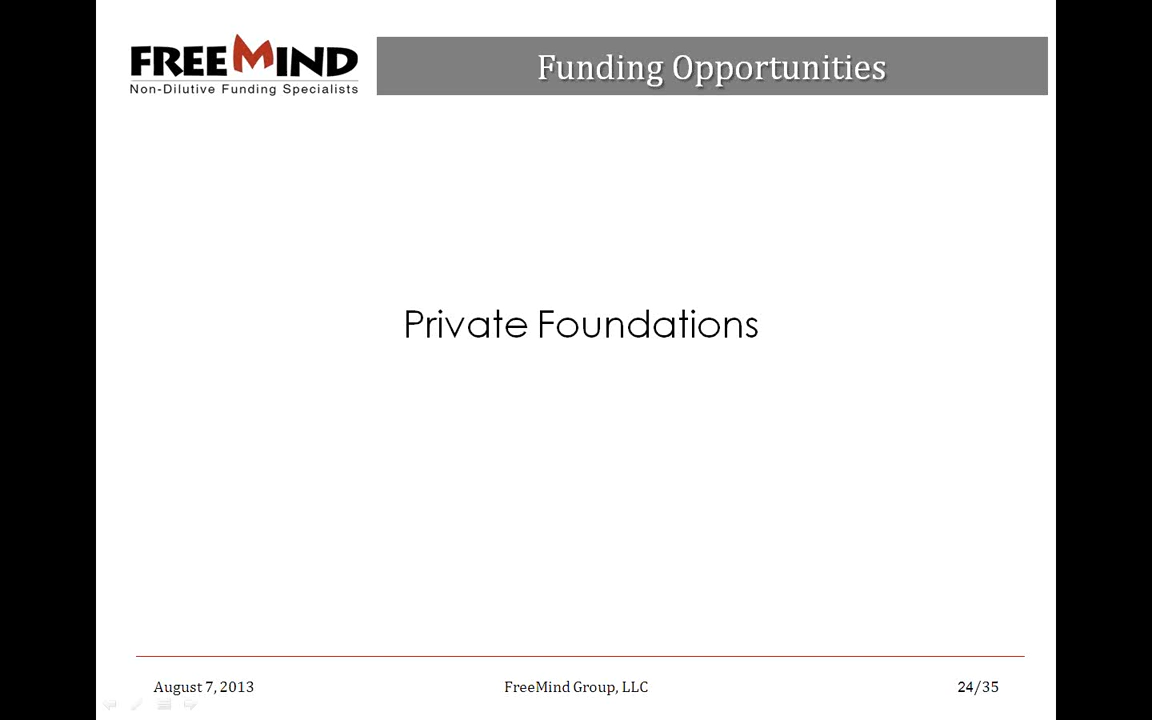 FREEMIND
Non-Dilutive Funding Specialists
Funding Opportunities
Private Foundations
August 7, 2013
FreeMind Group, LLC
24/35